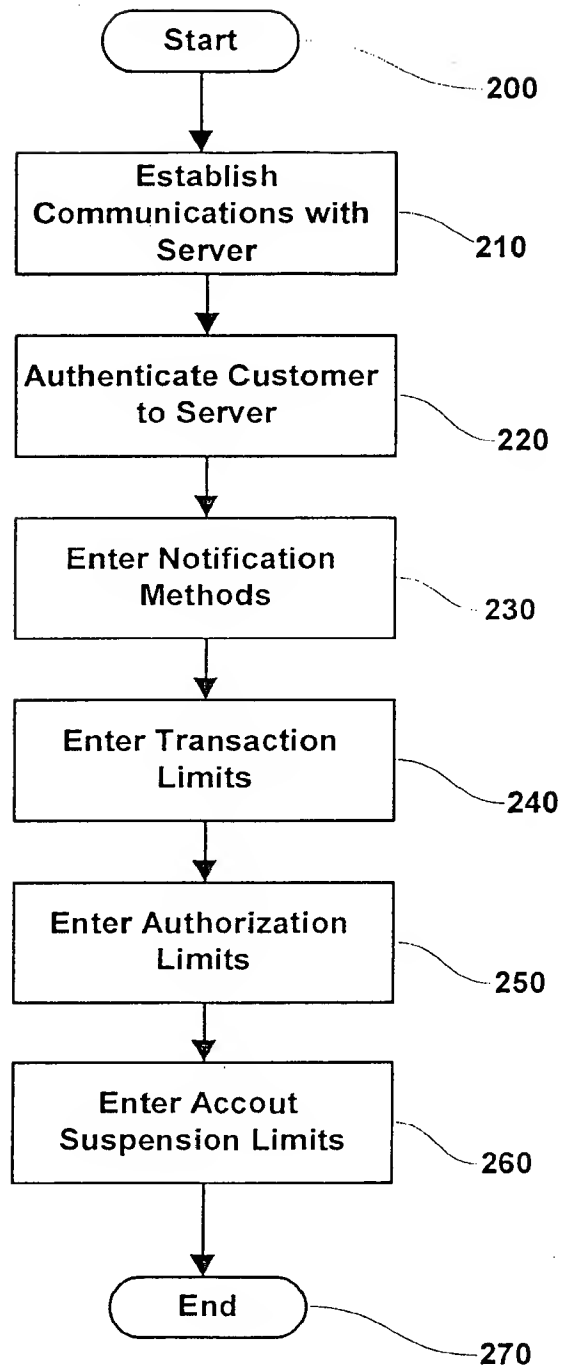 Start
200
Establish
Communications with
Server
210
Authenticate Customer
to Server
220
Enter Notification
Methods
230
Enter Transaction
Limits
240
Enter Authorization
Limits
250
Enter Accout
Suspension Limits
260
End
270